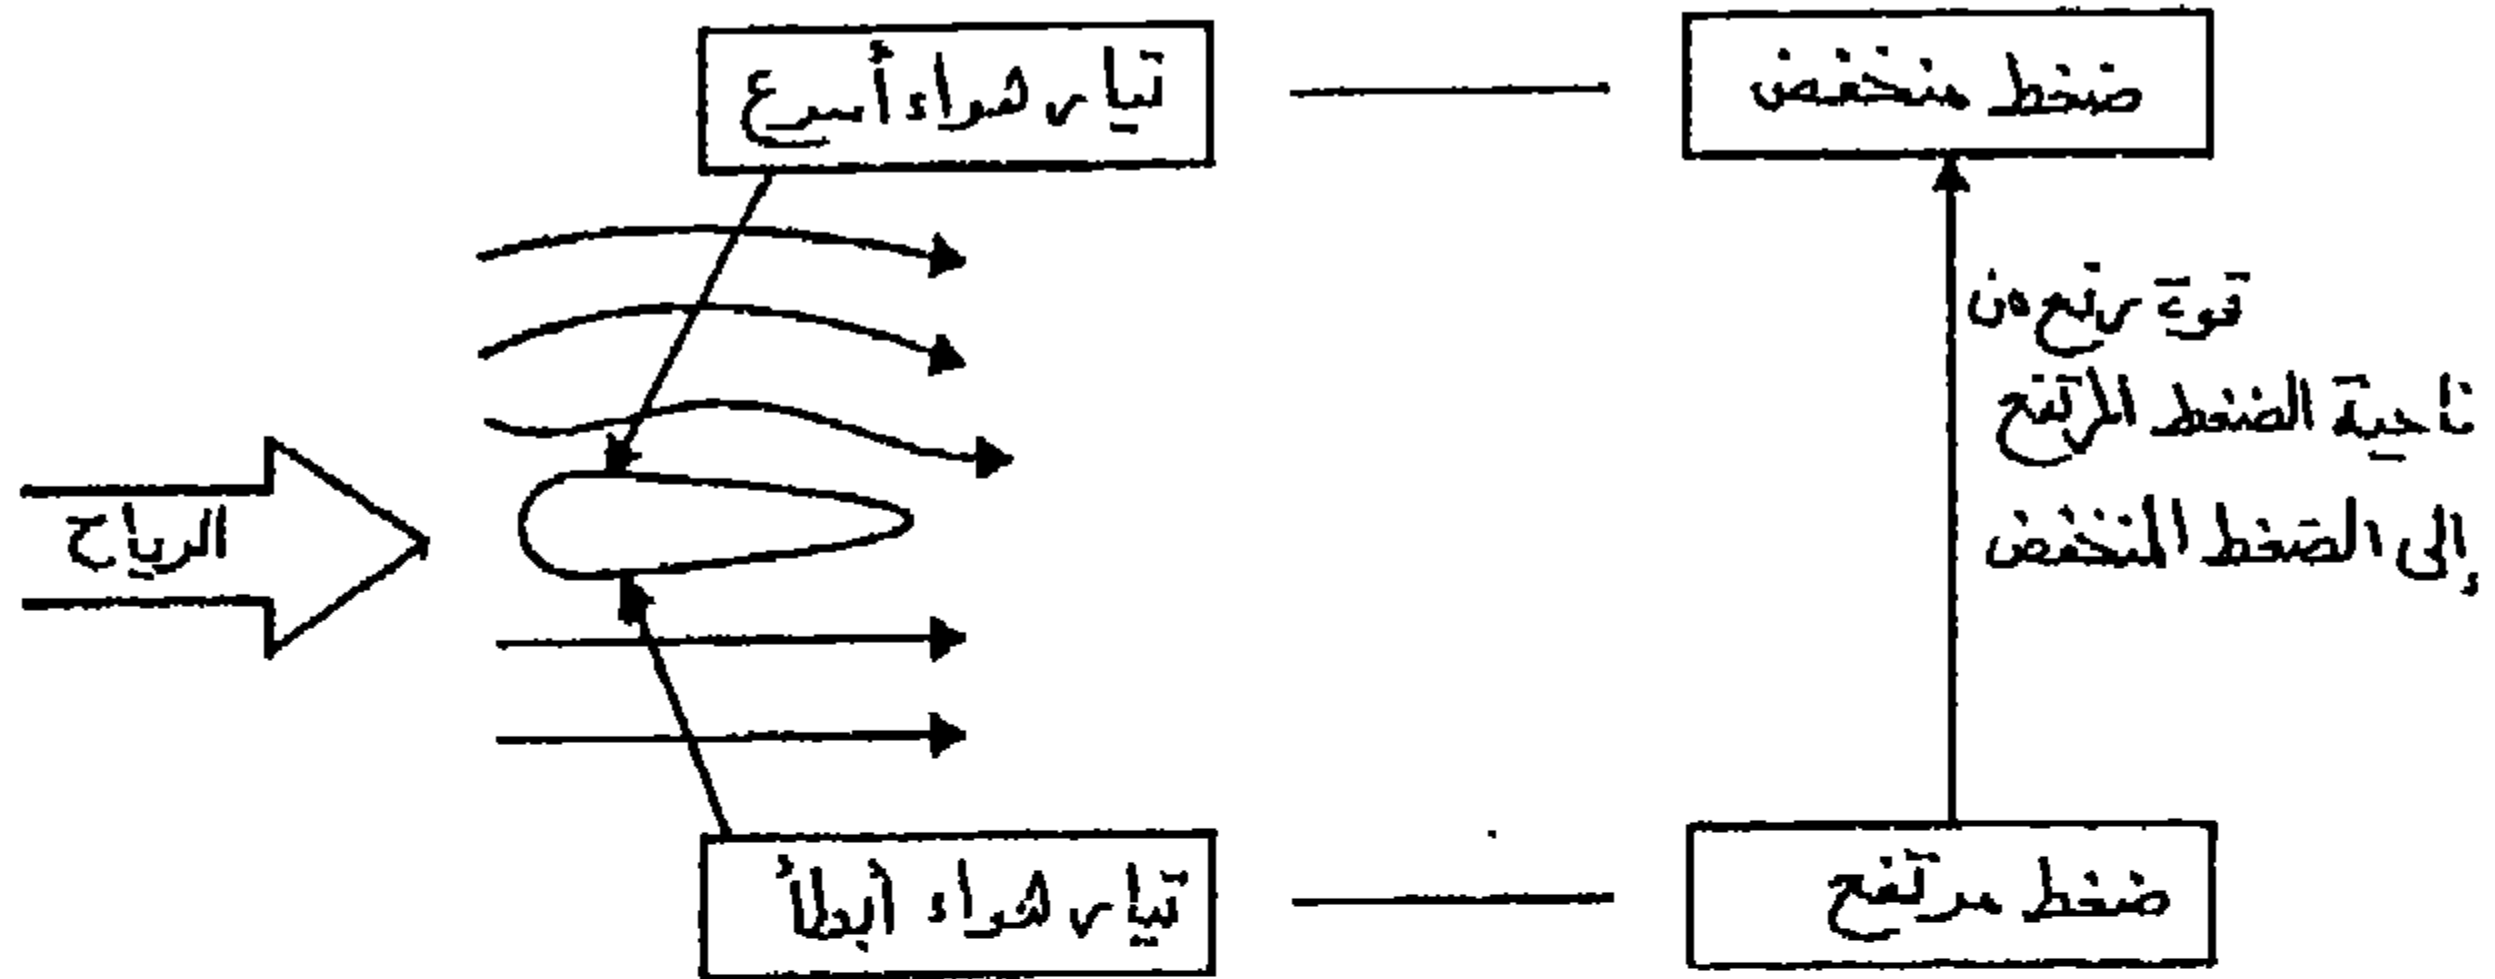 ضغط منخفض
تيار هواء أسرع
قوة رفع من
ناحية الضغط المرتفع
إلى الضغط المنخفض
الرياح
ضغط مرتفع
تيار هواء أبطأ